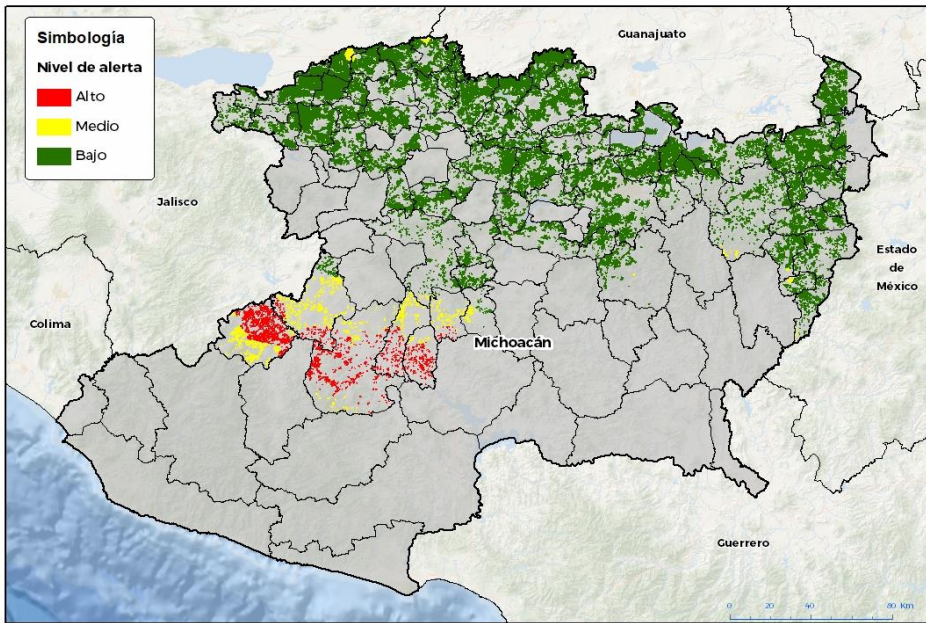 Simbología
Nivel de alerta
Alto
Medio
Bajo
Guanajuato
Jalisco
Estado
de
México
Colima
Michoacán
Guerrero
0 20 40 80 Km